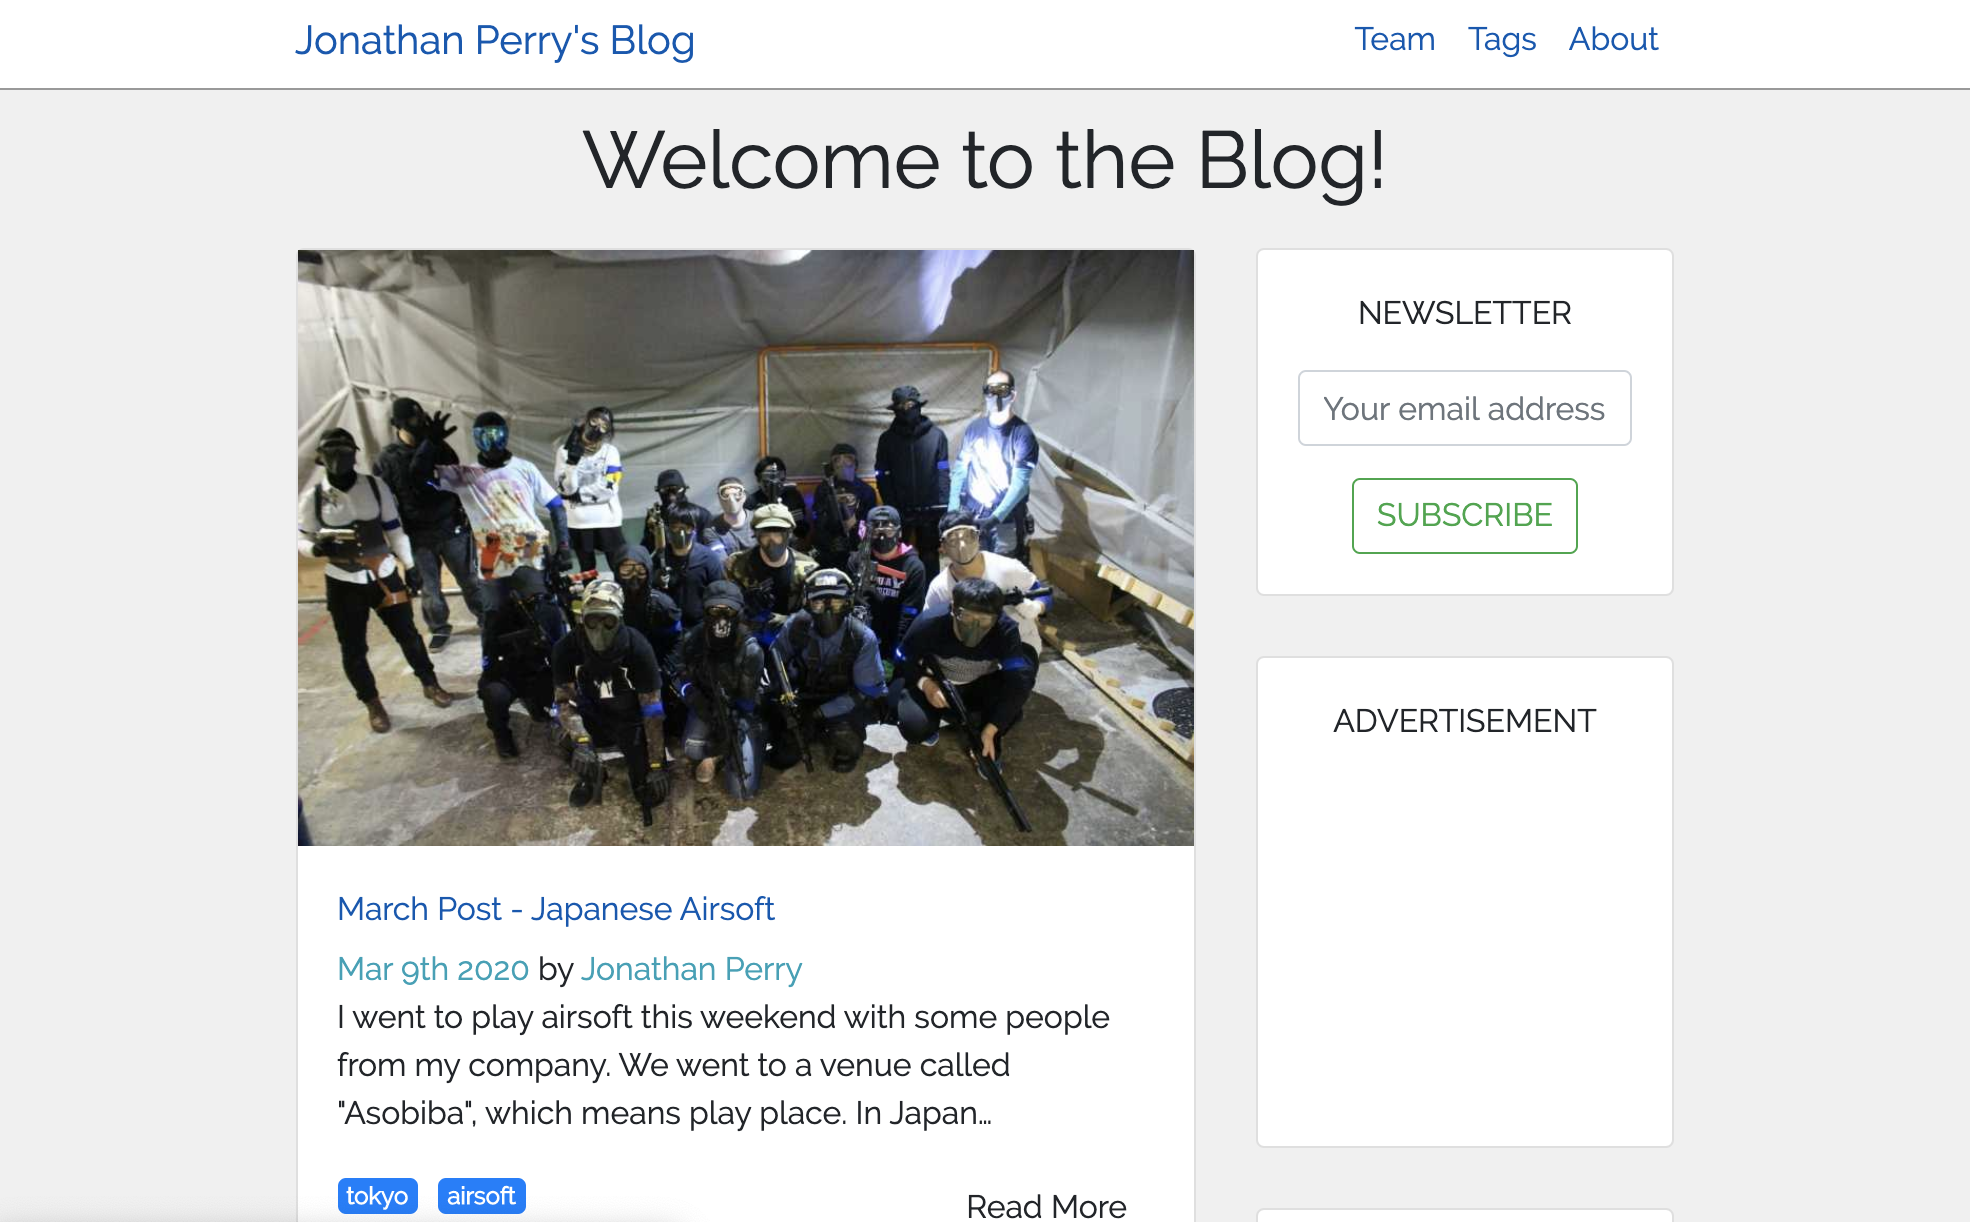 Jonathan Perry's Blog
Team Tags About
Welcome to the Blog!
NEWSLETTER
Your email address
SUBSCRIBE
ADVERTISEMENT
March Post - Japanese Airsoft
Mar 9th 2020 by Jonathan Perry
I went to play airsoft this weekend with some people
from my company. We went to a venue called
"Asobiba", which means play place. In Japan...
tokyo airsoft
Read More